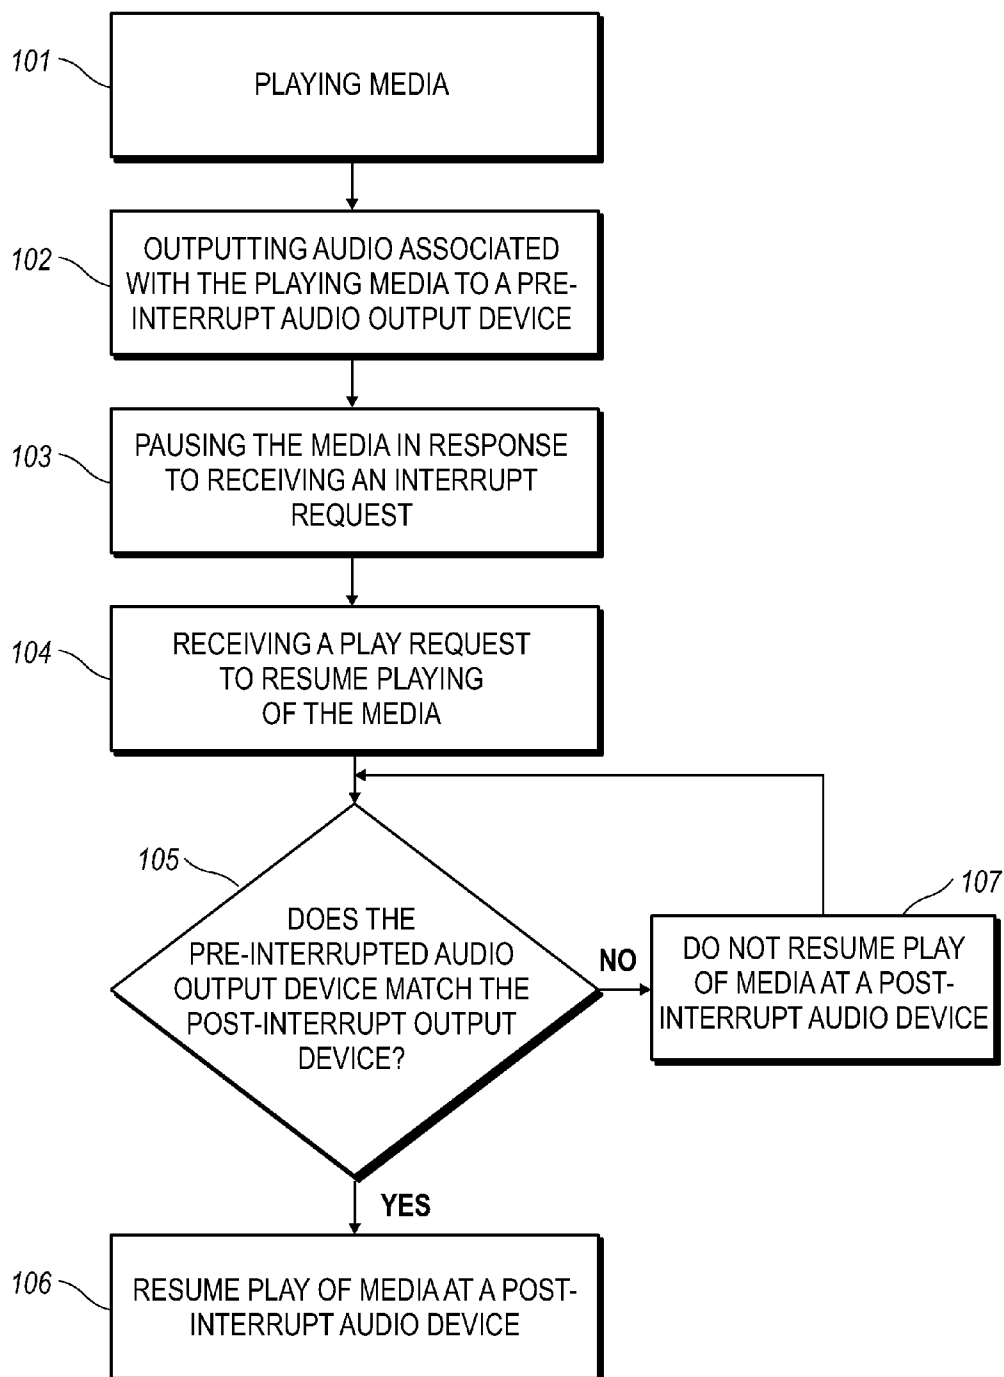 101
PLAYING MEDIA
102
OUTPUTTING AUDIO ASSOCIATED
WITH THE PLAYING MEDIA TO A PRE-
INTERRUPT AUDIO OUTPUT DEVICE
103
PAUSING THE MEDIA IN RESPONSE
TO RECEIVING AN INTERRUPT
REQUEST
104
RECEIVING A PLAY REQUEST
TO RESUME PLAYING
OF THE MEDIA
105
DOES THE
PRE-INTERRUPTED AUDIO
OUTPUT DEVICE MATCH THE
POST-INTERRUPT OUTPUT
DEVICE?
NO
107
DO NOT RESUME PLAY
OF MEDIA AT A POST-
INTERRUPT AUDIO DEVICE
YES
106
RESUME PLAY OF MEDIA AT A POST-
INTERRUPT AUDIO DEVICE